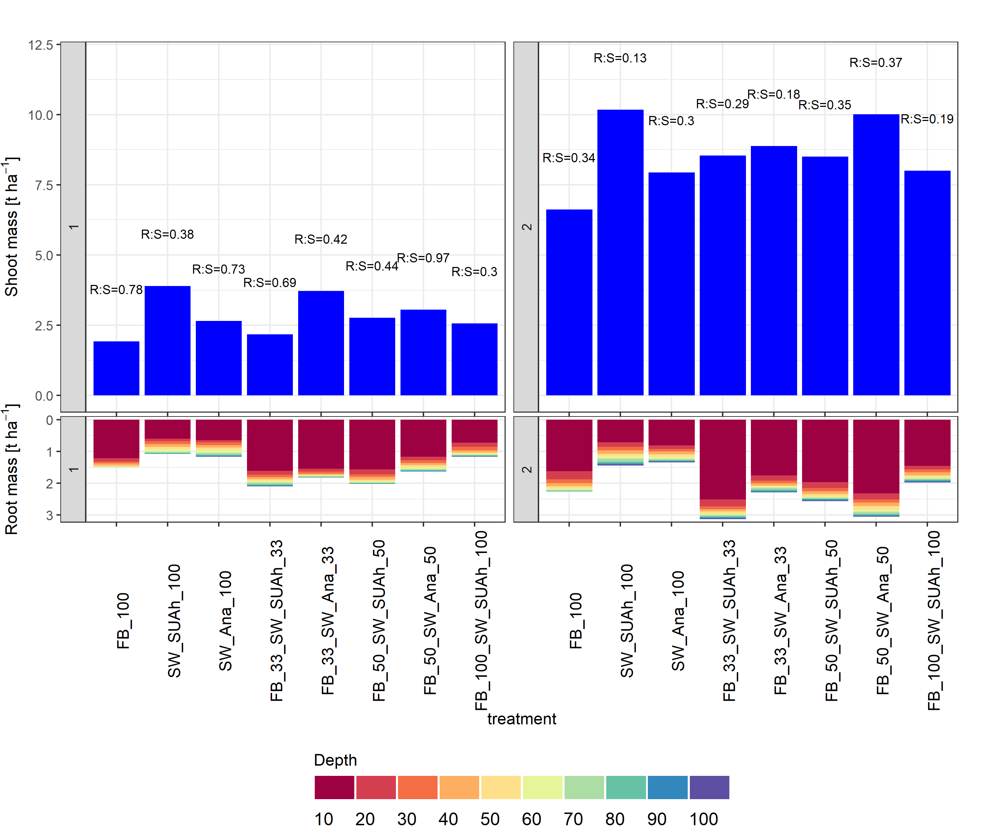 12.5
10.0
7.5
5.0
2.5
0.0
Shoot mass [t ha⁻¹]
1
R:S=0.78
R:S=0.38
R:S=0.73
R:S=0.69
R:S=0.42
R:S=0.44
R:S=0.97
R:S=0.3
2
R:S=0.34
R:S=0.13
R:S=0.3
R:S=0.29
R:S=0.18
R:S=0.35
R:S=0.37
R:S=0.19
0
1
2
3
Root mass [t ha⁻¹]
1
2
FB_100
SW_SUAh_100
SW_Ana_100
FB_33_SW_SUAh_33
FB_33_SW_Ana_33
FB_50_SW_SUAh_50
FB_50_SW_Ana_50
FB_100_SW_SUAh_100
FB_100
SW_SUAh_100
SW_Ana_100
FB_33_SW_SUAh_33
FB_33_SW_Ana_33
FB_50_SW_SUAh_50
FB_50_SW_Ana_50
FB_100_SW_SUAh_100
treatment
Depth
10 20 30 40 50 60 70 80 90 100